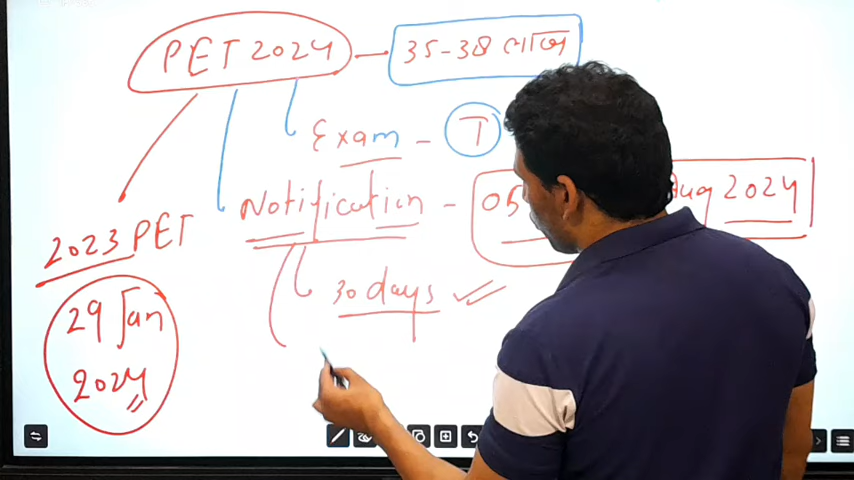 PET 2024 - 35-38 लाख
Exam - T
Notification - 05 Aug 2024
2023 PET
30 days
29 Jan
2024